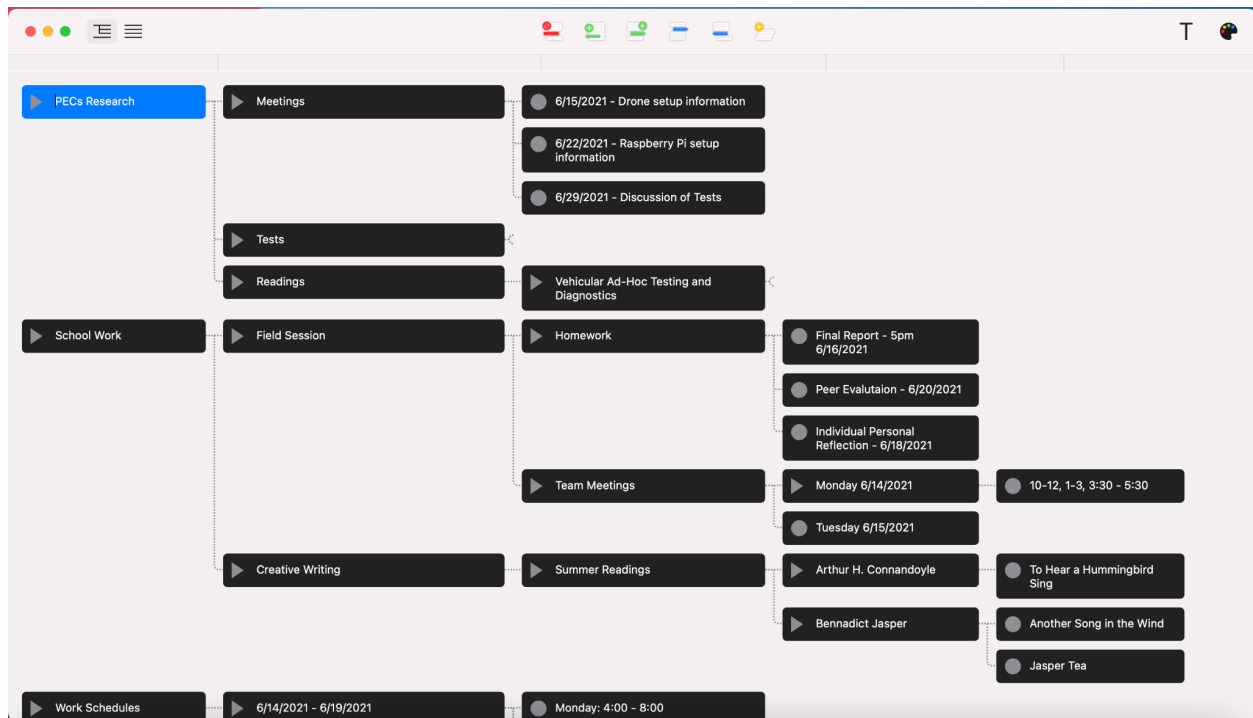 T
PECs Research
Meetings
6/15/2021 - Drone setup information
6/22/2021 - Raspberry Pi setup
information
6/29/2021 - Discussion of Tests
Tests
Readings
Vehicular Ad-Hoc Testing and
Diagnostics
School Work
Field Session
Homework
Final Report - 5pm
6/16/2021
Peer Evalutaion - 6/20/2021
Individual Personal
Reflection - 6/18/2021
Team Meetings
Monday 6/14/2021
10-12, 1-3, 3:30 - 5:30
Tuesday 6/15/2021
Creative Writing
Summer Readings
Arthur H. Connandoyle
To Hear a Hummingbird
Sing
Bennadict Jasper
Another Song in the Wind
Jasper Tea
Work Schedules
6/14/2021 - 6/19/2021
Monday: 4:00 - 8:00